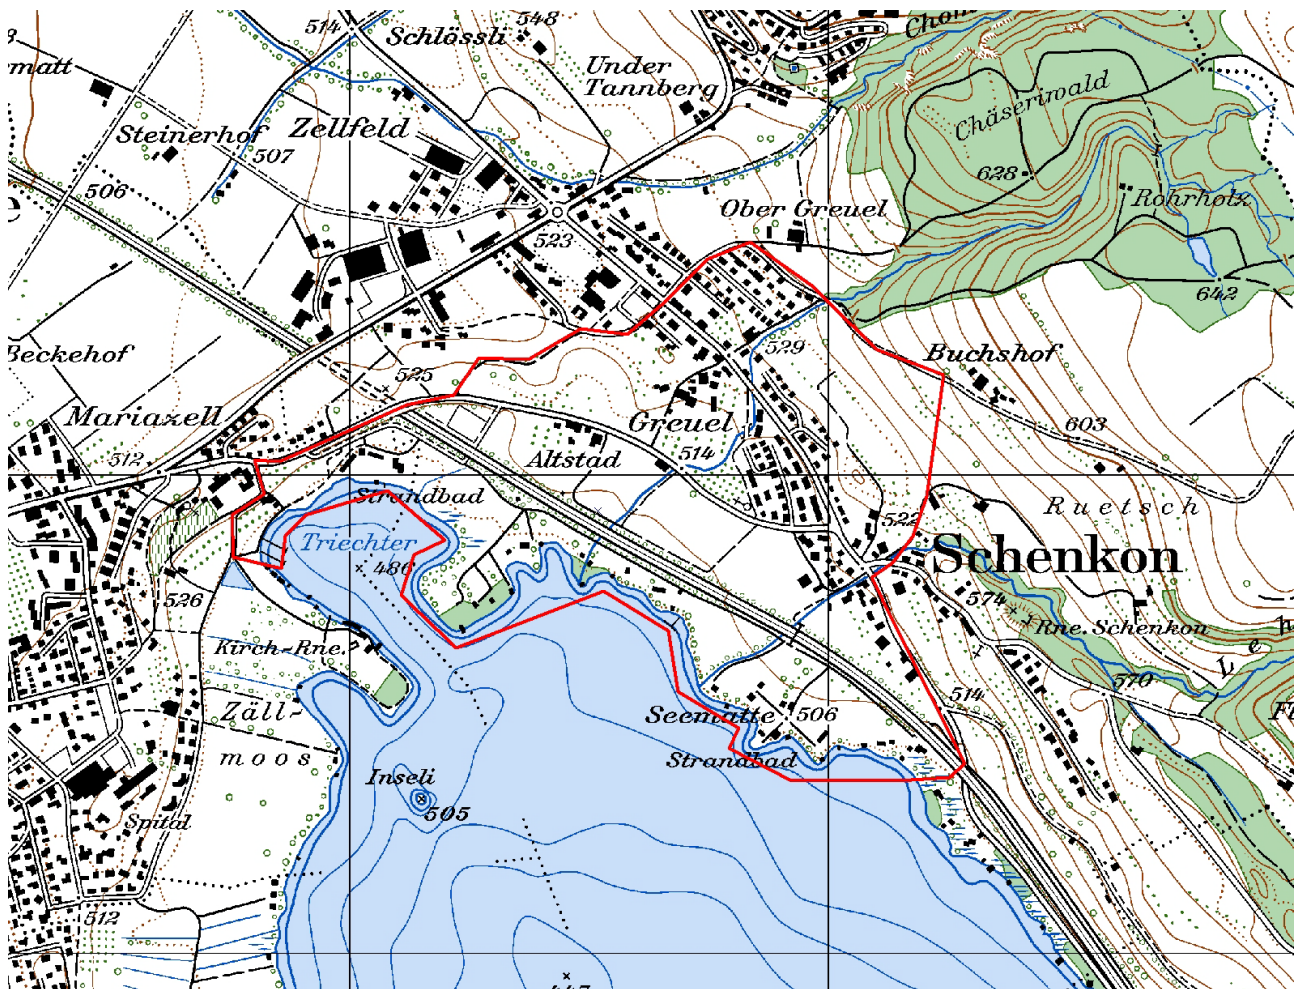 514
Schlössli
548
Under
Tannberg
Chäseriwald
matt
Steinerhof
Zellfeld
507
506
628
Rohrholz
Ober Greuel
523
642
529
Buchshof
Beckehof
525
Mariazell
Greuel
603
512
Altstad
514
Strandbad
Ruetsch
522
Triechter
486
Schenkon
526
574
Rne. Schenkon
Kirch-Rne.
570
514
Zäll-
moos
Seematte
506
Strandbad
Inseli
505
Spital
512
447